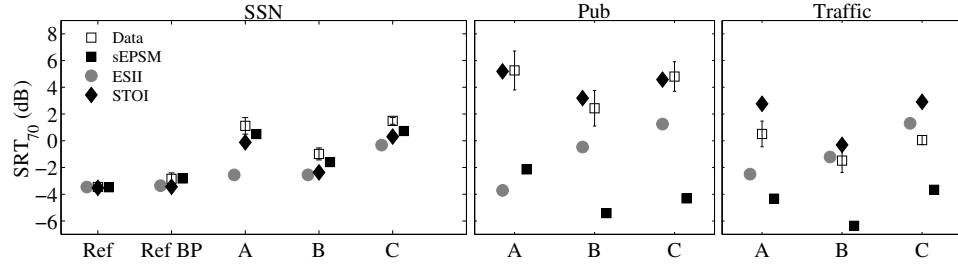 SSN
Pub
Traffic
SRT70 (dB)
8
6
4
2
0
−2
−4
−6
Data
sEPSM
ESII
STOI
Ref
Ref BP
A
B
C
A
B
C
A
B
C